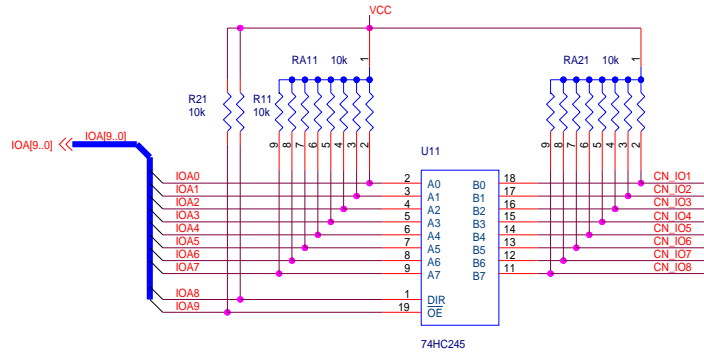 VCC
RA11 10k 1
RA21 10k 1
R21 10k
R11 10k
9 8 7 6 5 4 3 2
9 8 7 6 5 4 3 2
IOA[9..0]
IOA[9..0]
U11
IOA0 2 A0 B0 18 CN_IO1
IOA1 3 A1 B1 17 CN_IO2
IOA2 4 A2 B2 16 CN_IO3
IOA3 5 A3 B3 15 CN_IO4
IOA4 6 A4 B4 14 CN_IO5
IOA5 7 A5 B5 13 CN_IO6
IOA6 8 A6 B6 12 CN_IO7
IOA7 9 A7 B7 11 CN_IO8
IOA8 1 DIR
IOA9 19 OE
74HC245